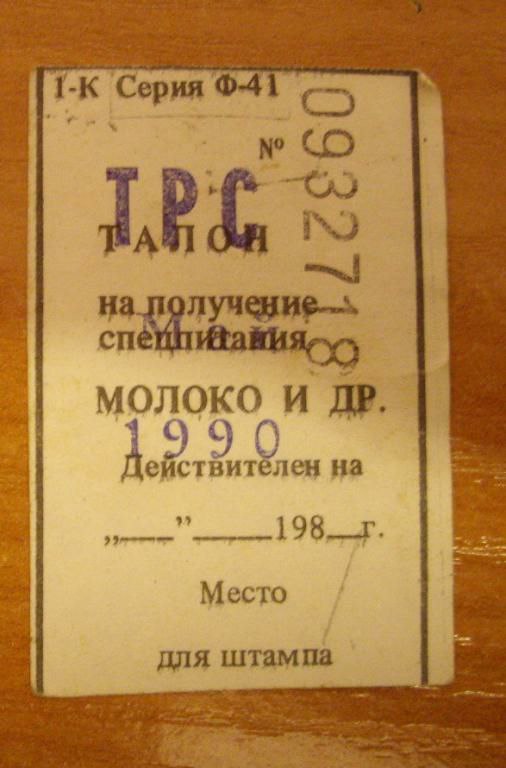 1-К Серия Ф-41
№ 0932718
ТРС
ТАЛОН
на получение
Май
спецпитания
МОЛОКО И ДР.
1990
Действителен на
„___”______198__г.
Место
для штампа